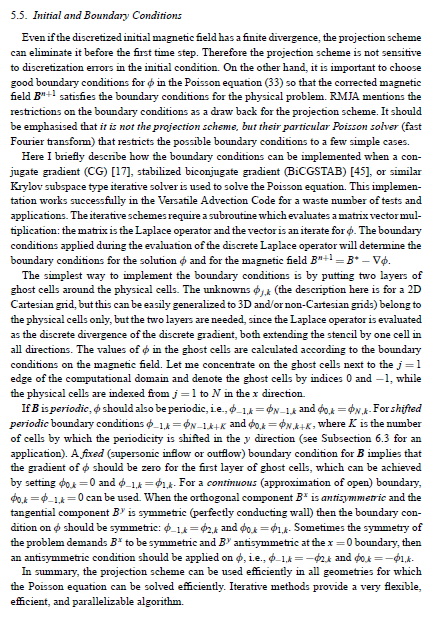 5.5. Initial and Boundary Conditions
Even if the discretized initial magnetic field has a finite divergence, the projection scheme
can eliminate it before the first time step. Therefore the projection scheme is not sensitive
to discretization errors in the initial condition. On the other hand, it is important to choose
good boundary conditions for ϕ in the Poisson equation (33) so that the corrected magnetic
field Bⁿ⁺¹ satisfies the boundary conditions for the physical problem. RMJA mentions the
restrictions on the boundary conditions as a draw back for the projection scheme. It should
be emphasised that it is not the projection scheme, but their particular Poisson solver (fast
Fourier transform) that restricts the possible boundary conditions to a few simple cases.
Here I briefly describe how the boundary conditions can be implemented when a con-
jugate gradient (CG) [17], stabilized biconjugate gradient (BiCGSTAB) [45], or similar
Krylov subspace type iterative solver is used to solve the Poisson equation. This implemen-
tation works successfully in the Versatile Advection Code for a waste number of tests and
applications. The iterative schemes require a subroutine which evaluates a matrix vector mul-
tiplication: the matrix is the Laplace operator and the vector is an iterate for ϕ. The boundary
conditions applied during the evaluation of the discrete Laplace operator will determine the
boundary conditions for the solution ϕ and for the magnetic field Bⁿ⁺¹ = B* − ∇ϕ.
The simplest way to implement the boundary conditions is by putting two layers of
ghost cells around the physical cells. The unknowns ϕ_{j,k} (the description here is for a 2D
Cartesian grid, but this can be easily generalized to 3D and/or non-Cartesian grids) belong to
the physical cells only, but the two layers are needed, since the Laplace operator is evaluated
as the discrete divergence of the discrete gradient, both extending the stencil by one cell in
all directions. The values of ϕ in the ghost cells are calculated according to the boundary
conditions on the magnetic field. Let me concentrate on the ghost cells next to the j = 1
edge of the computational domain and denote the ghost cells by indices 0 and −1, while
the physical cells are indexed from j = 1 to N in the x direction.
If B is periodic, ϕ should also be periodic, i.e., ϕ_{−1,k} = ϕ_{N−1,k} and ϕ_{0,k} = ϕ_{N,k}. For shifted
periodic boundary conditions ϕ_{−1,k} = ϕ_{N−1,k+K} and ϕ_{0,k} = ϕ_{N,k+K}, where K is the number
of cells by which the periodicity is shifted in the y direction (see Subsection 6.3 for an
application). A fixed (supersonic inflow or outflow) boundary condition for B implies that
the gradient of ϕ should be zero for the first layer of ghost cells, which can be achieved
by setting ϕ_{0,k} = 0 and ϕ_{−1,k} = ϕ_{1,k}. For a continuous (approximation of open) boundary,
ϕ_{0,k} = ϕ_{−1,k} = 0 can be used. When the orthogonal component Bˣ is antisymmetric and the
tangential component Bʸ is symmetric (perfectly conducting wall) then the boundary con-
dition on ϕ should be symmetric: ϕ_{−1,k} = ϕ_{2,k} and ϕ_{0,k} = ϕ_{1,k}. Sometimes the symmetry of
the problem demands Bˣ to be symmetric and Bʸ antisymmetric at the x = 0 boundary, then
an antisymmetric condition should be applied on ϕ, i.e., ϕ_{−1,k} = −ϕ_{2,k} and ϕ_{0,k} = −ϕ_{1,k}.
In summary, the projection scheme can be used efficiently in all geometries for which
the Poisson equation can be solved efficiently. Iterative methods provide a very flexible,
efficient, and parallelizable algorithm.